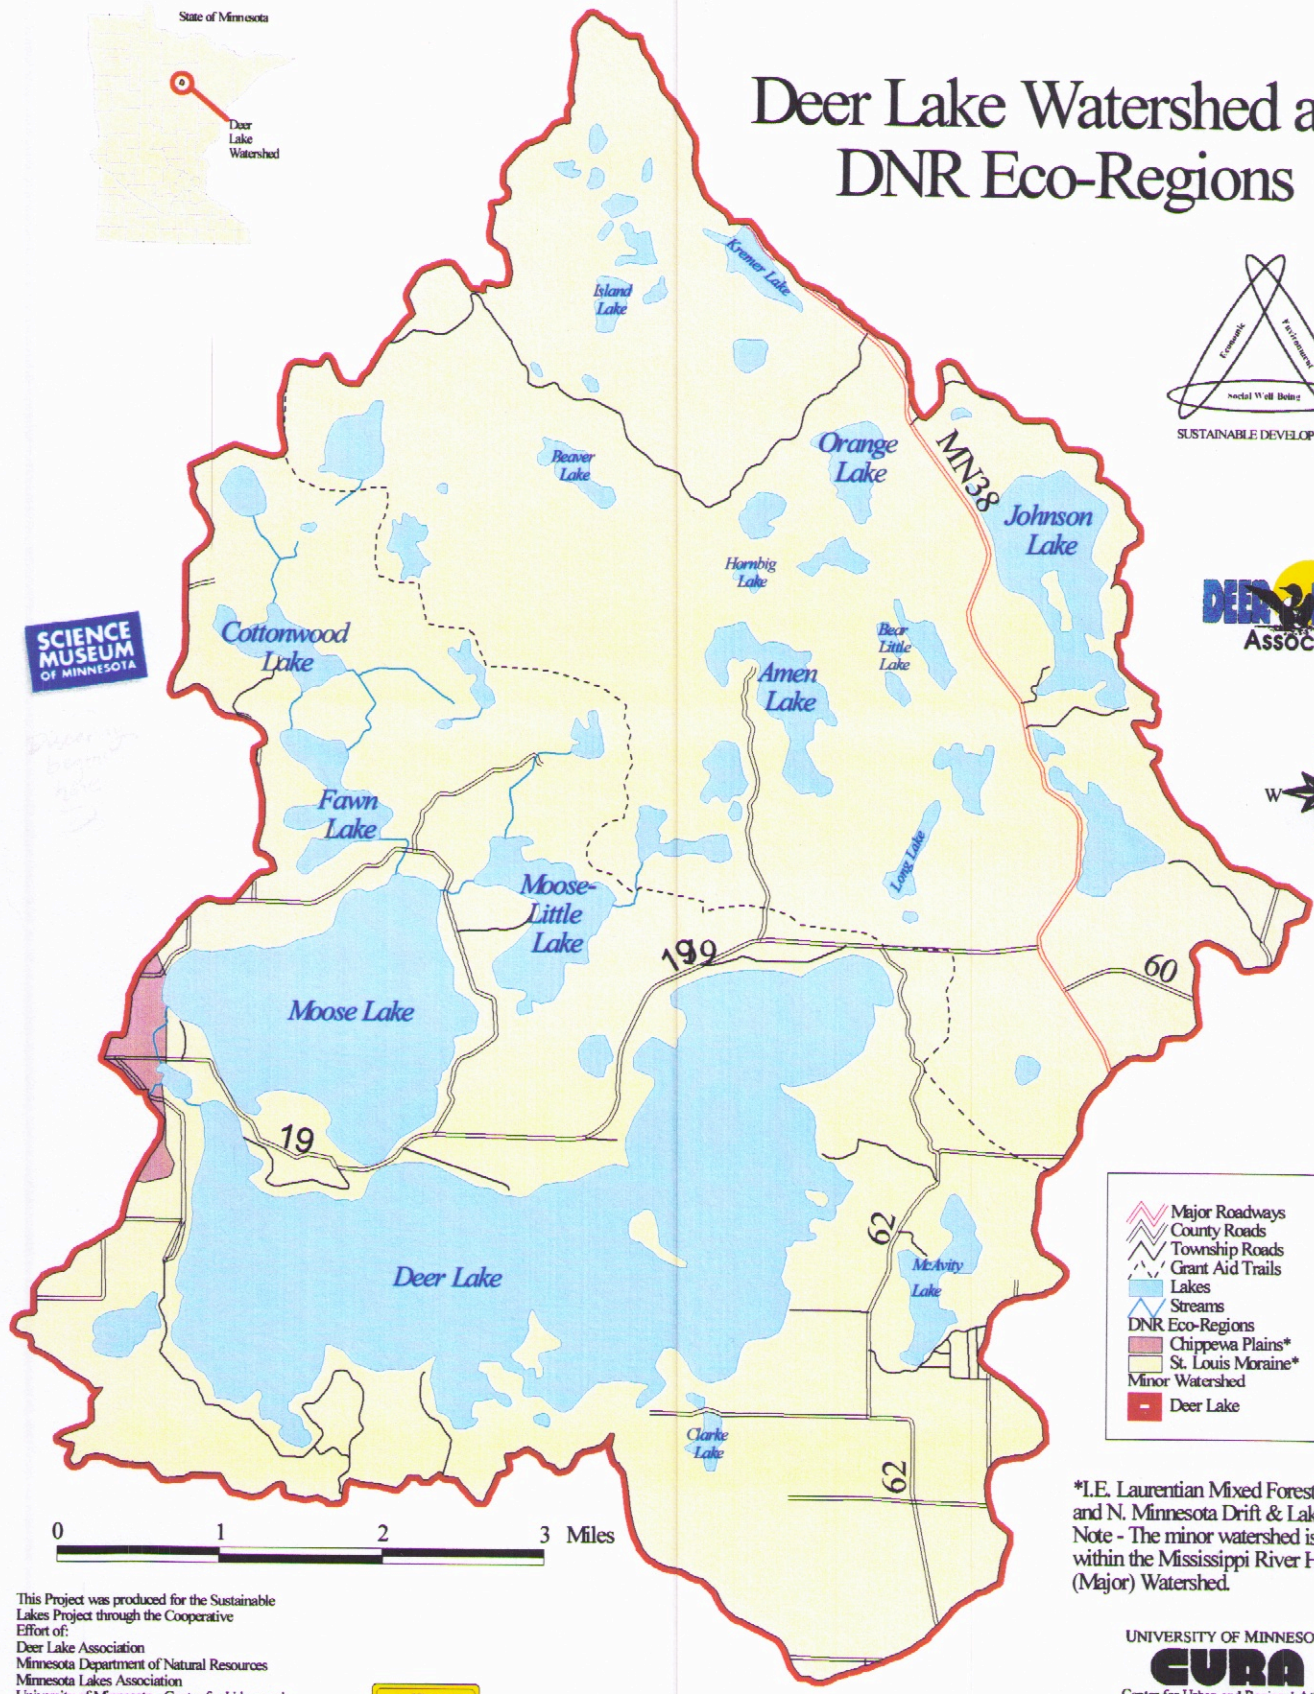 State of Minnesota
Deer
Lake
Watershed
Deer Lake Watershed a
DNR Eco-Regions
Economic
Environment
Social Well Being
SUSTAINABLE DEVELOP
Kremer Lake
Island
Lake
Beaver
Lake
Orange
Lake
MN38
Johnson
Lake
Hornbig
Lake
SCIENCE
MUSEUM
OF MINNESOTA
DEER
Assoc
Cottonwood
Lake
Bear
Little
Lake
Amen
Lake
W
Fawn
Lake
Long Lake
Moose-
Little
Lake
19
19
60
Moose Lake
19
62
McAvity
Lake
Deer Lake
Major Roadways
County Roads
Township Roads
Grant Aid Trails
Lakes
Streams
DNR Eco-Regions
Chippewa Plains*
St. Louis Moraine*
Minor Watershed
Deer Lake
Clarke
Lake
62
*I.E. Laurentian Mixed Forest
and N. Minnesota Drift & Lak
Note - The minor watershed is
within the Mississippi River H
(Major) Watershed.
0 1 2 3 Miles
This Project was produced for the Sustainable
Lakes Project through the Cooperative
Effort of:
Deer Lake Association
Minnesota Department of Natural Resources
Minnesota Lakes Association
UNIVERSITY OF MINNESO
CURA